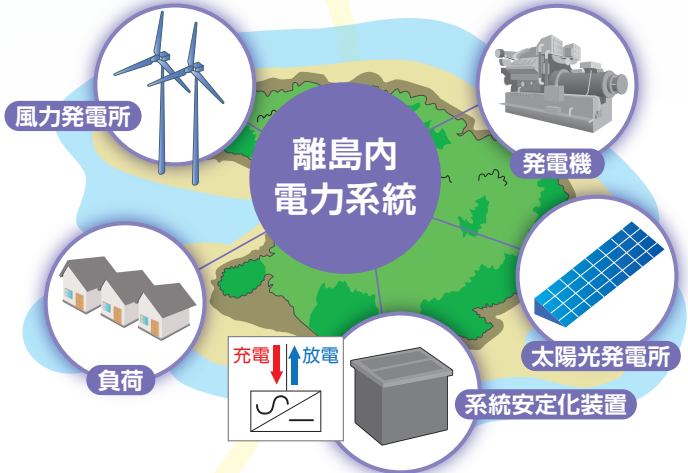 風力発電所
発電機
離島内
電力系統
太陽光発電所
負荷
充電
放電
系統安定化装置